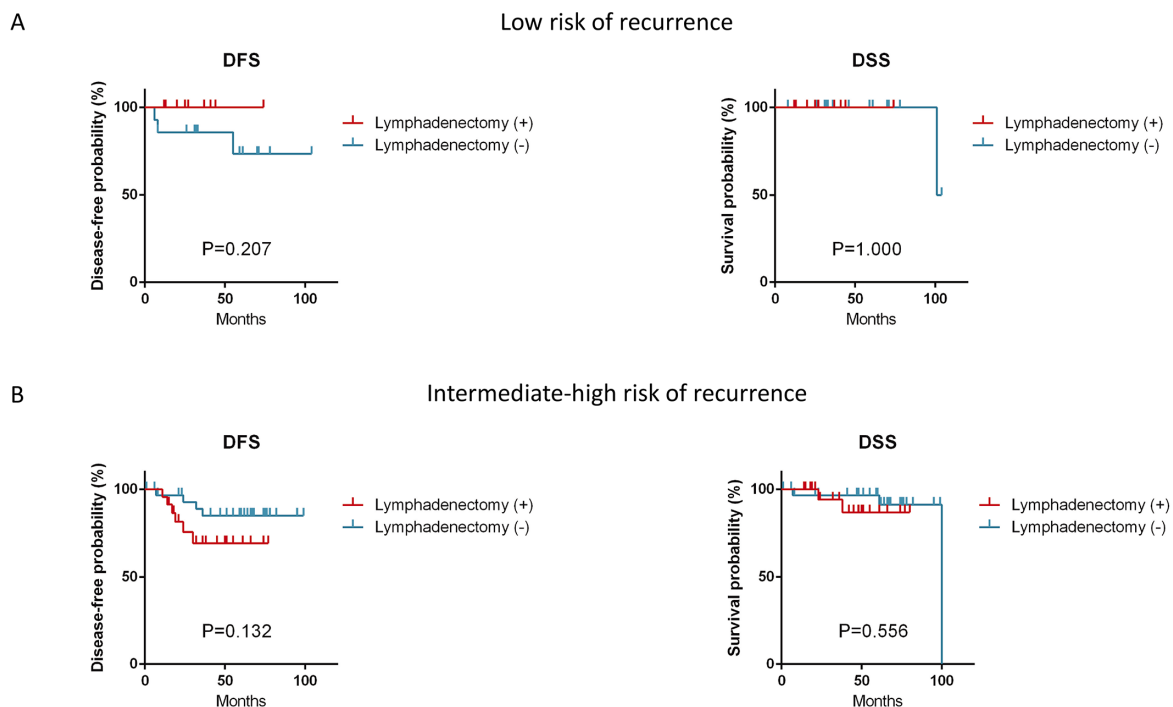 A
Low risk of recurrence
DFS
Disease-free probability (%)
100
50
0
0 50 100
Months
P=0.207
Lymphadenectomy (+)
Lymphadenectomy (-)
DSS
Survival probability (%)
100
50
0
0 50 100
Months
P=1.000
Lymphadenectomy (+)
Lymphadenectomy (-)
B
Intermediate-high risk of recurrence
DFS
Disease-free probability (%)
100
50
0
0 50 100
Months
P=0.132
Lymphadenectomy (+)
Lymphadenectomy (-)
DSS
Survival probability (%)
100
50
0
0 50 100
Months
P=0.556
Lymphadenectomy (+)
Lymphadenectomy (-)